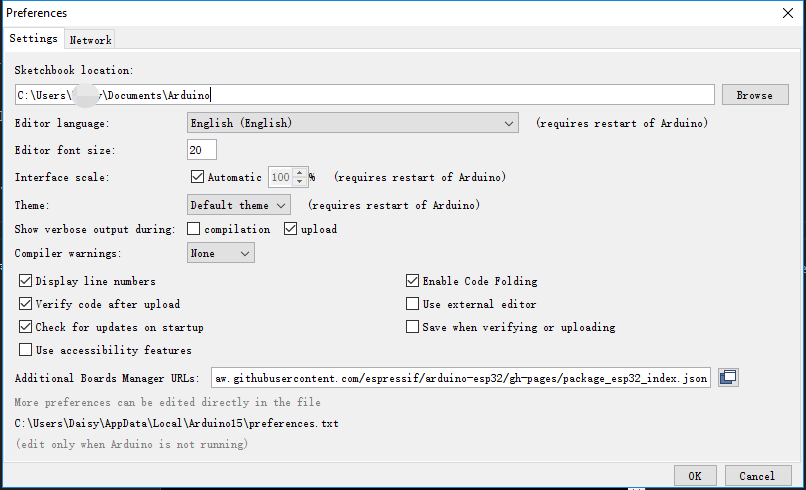 Preferences
Settings Network
Sketchbook location:
C:\Users\ y\Documents\Arduino Browse
Editor language: English (English) (requires restart of Arduino)
Editor font size: 20
Interface scale: Automatic 100 % (requires restart of Arduino)
Theme: Default theme (requires restart of Arduino)
Show verbose output during: compilation upload
Compiler warnings: None
Display line numbers Enable Code Folding
Verify code after upload Use external editor
Check for updates on startup Save when verifying or uploading
Use accessibility features
Additional Boards Manager URLs: aw.githubusercontent.com/espressif/arduino-esp32/gh-pages/package_esp32_index.json
More preferences can be edited directly in the file
C:\Users\Daisy\AppData\Local\Arduino15\preferences.txt
(edit only when Arduino is not running)
OK Cancel